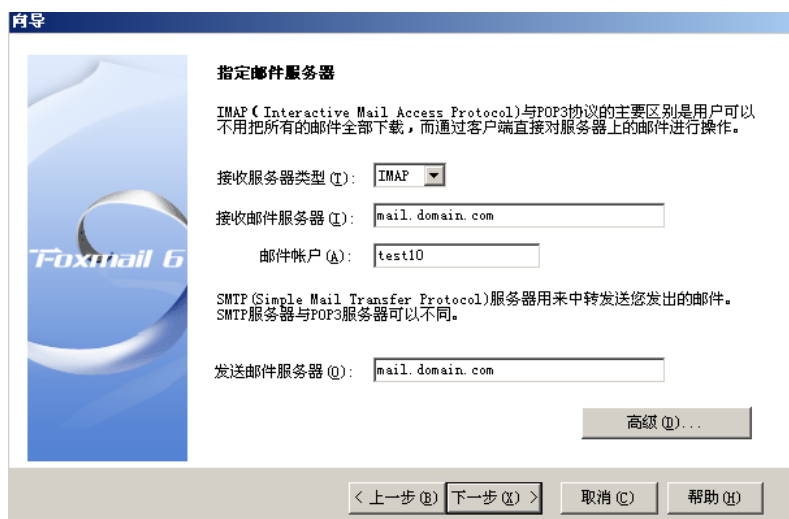 向导
指定邮件服务器
IMAP(Interactive Mail Access Protocol)与POP3协议的主要区别是用户可以
不用把所有的邮件全部下载，而通过客户端直接对服务器上的邮件进行操作。
接收服务器类型(T): IMAP
接收邮件服务器(I): mail.domain.com
邮件帐户(A): test10
Foxmail 6
SMTP(Simple Mail Transfer Protocol)服务器用来中转发送您发出的邮件。
SMTP服务器与POP3服务器可以不同。
发送邮件服务器(O): mail.domain.com
高级(D)...
< 上一步(B) 下一步(X) > 取消(C) 帮助(H)